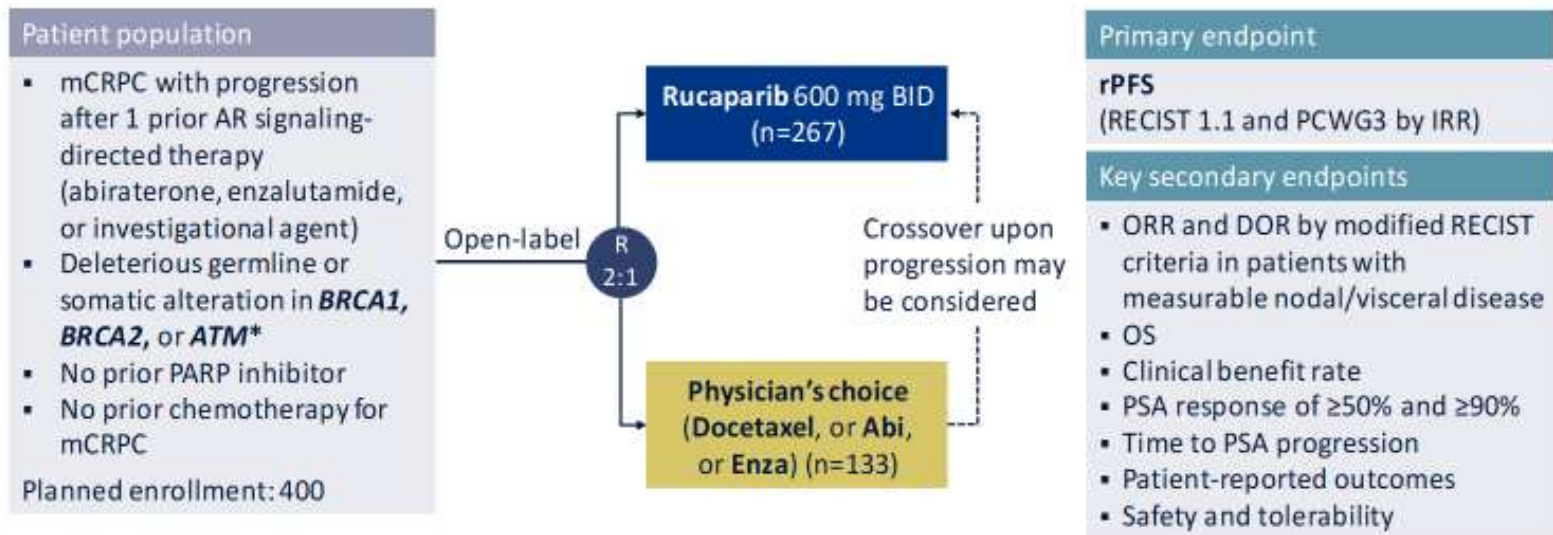 Patient population
▪ mCRPC with progression
after 1 prior AR signaling-
directed therapy
(abiraterone, enzalutamide,
or investigational agent)
▪ Deleterious germline or
somatic alteration in BRCA1,
BRCA2, or ATM*
▪ No prior PARP inhibitor
▪ No prior chemotherapy for
mCRPC
Planned enrollment: 400
Open-label
R
2:1
Rucaparib 600 mg BID
(n=267)
Physician's choice
(Docetaxel, or Abi,
or Enza) (n=133)
Crossover upon
progression may
be considered
Primary endpoint
rPFS
(RECIST 1.1 and PCWG3 by IRR)
Key secondary endpoints
▪ ORR and DOR by modified RECIST
criteria in patients with
measurable nodal/visceral disease
▪ OS
▪ Clinical benefit rate
▪ PSA response of ≥50% and ≥90%
▪ Time to PSA progression
▪ Patient-reported outcomes
▪ Safety and tolerability